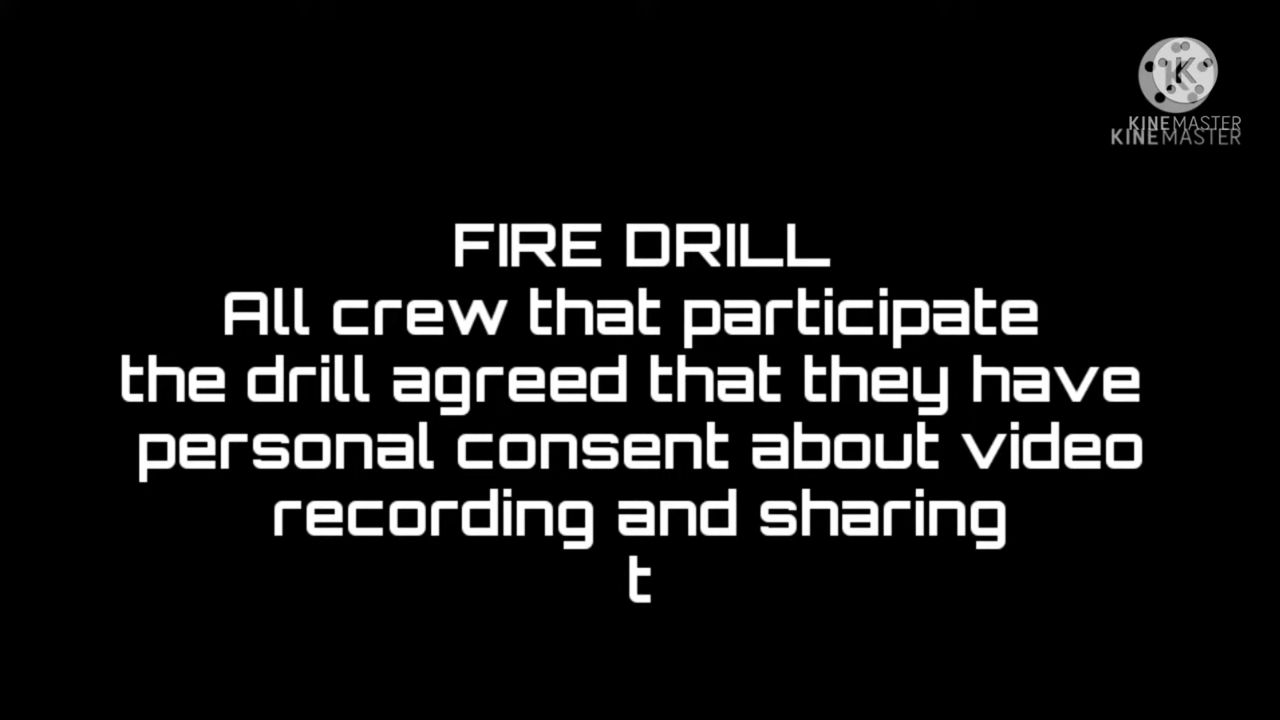 KINEMASTER
KINEMASTER
FIRE DRILL
All crew that participate
the drill agreed that they have
personal consent about video
recording and sharing
t